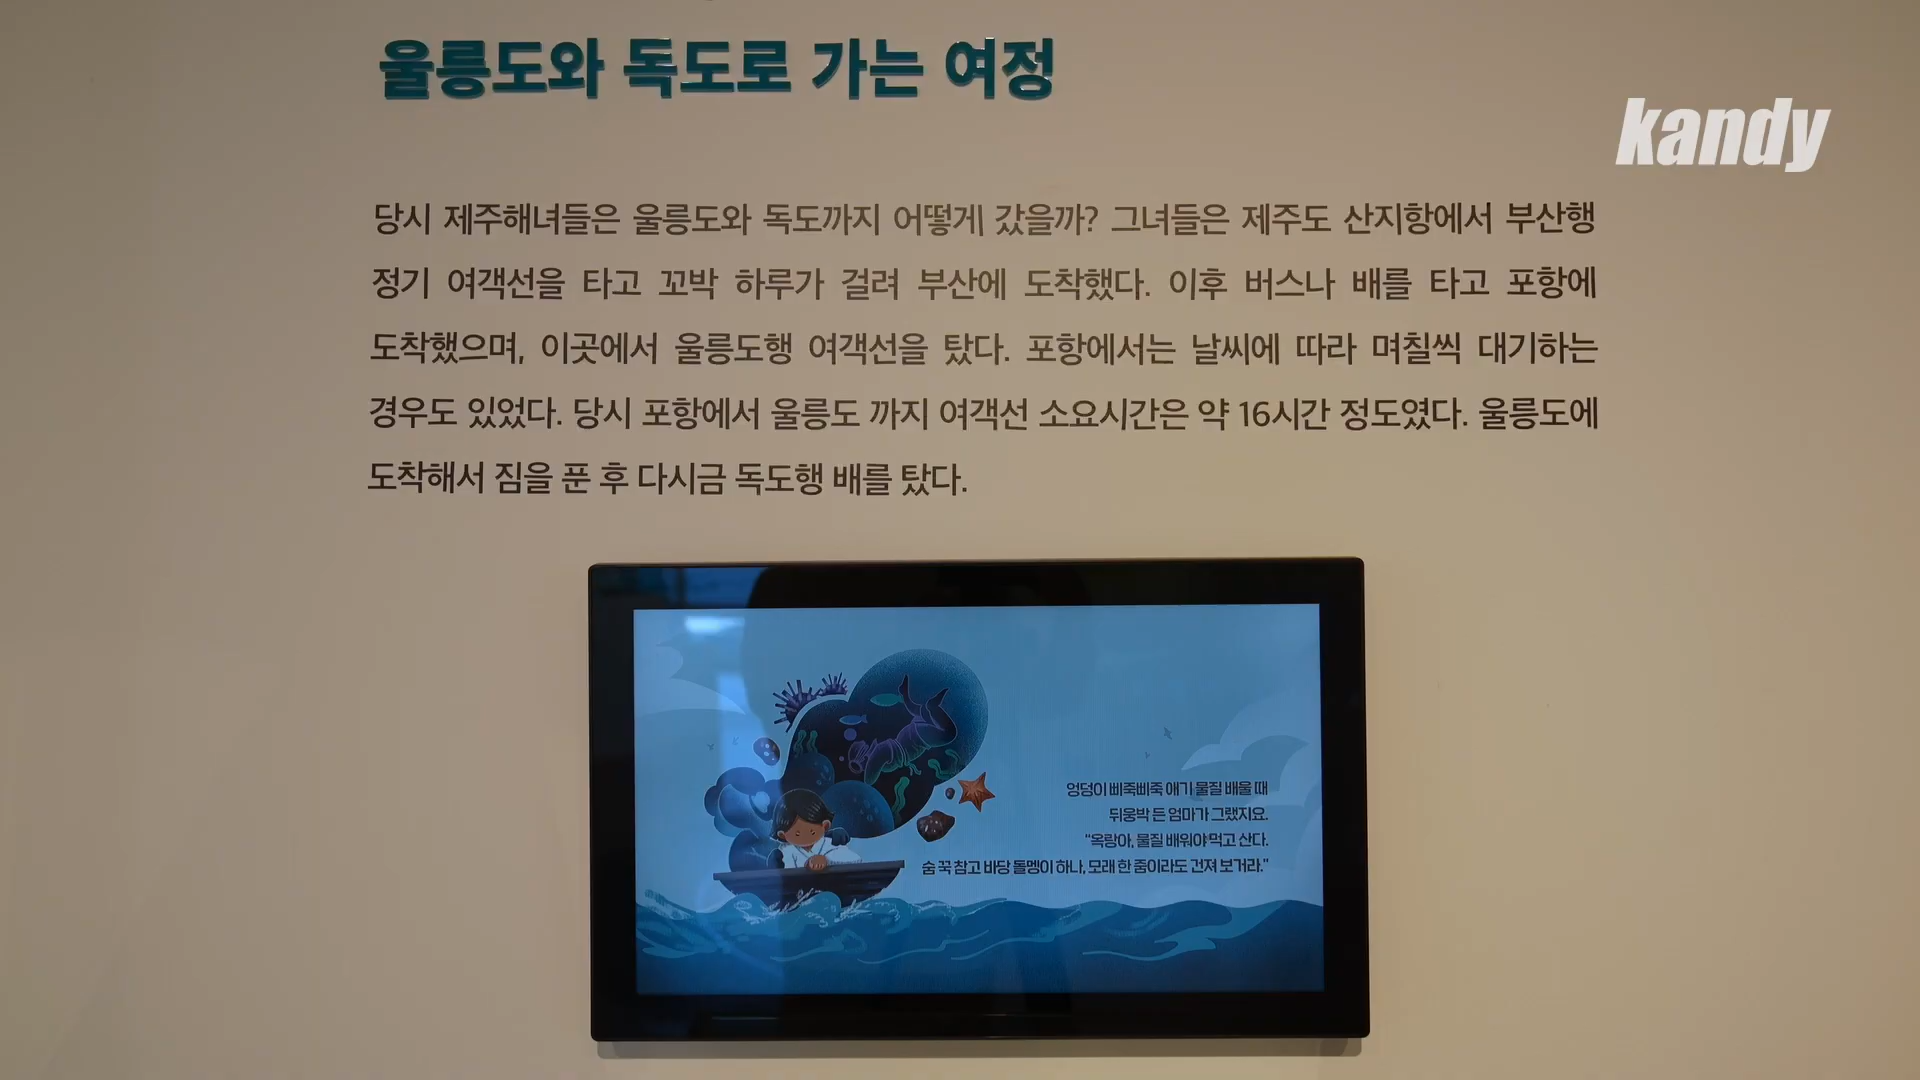 울릉도와 독도로 가는 여정
kandy
당시 제주해녀들은 울릉도와 독도까지 어떻게 갔을까? 그녀들은 제주도 산지항에서 부산행
정기 여객선을 타고 꼬박 하루가 걸려 부산에 도착했다. 이후 버스나 배를 타고 포항에
도착했으며, 이곳에서 울릉도행 여객선을 탔다. 포항에서는 날씨에 따라 며칠씩 대기하는
경우도 있었다. 당시 포항에서 울릉도 까지 여객선 소요시간은 약 16시간 정도였다. 울릉도에
도착해서 짐을 푼 후 다시금 독도행 배를 탔다.
엉덩이 삐죽삐죽 애기 물질 배울 때
뒤웅박 든 엄마가 그랬지요.
"옥랑아, 물질 배워야 먹고 산다.
숨 꾹 참고 바당 돌멩이 하나, 모래 한 줌이라도 건져 보거라."